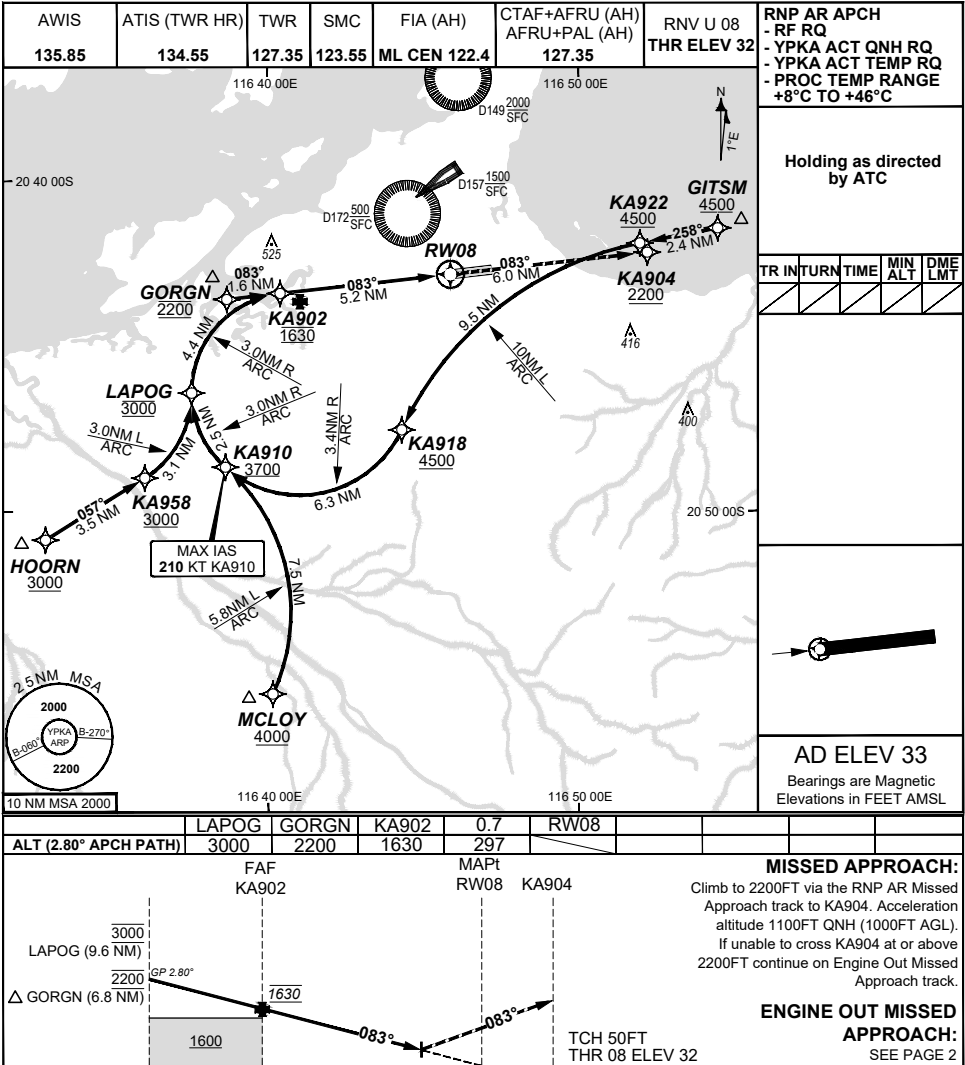 AWIS
135.85
ATIS (TWR HR)
134.55
TWR
127.35
SMC
123.55
FIA (AH)
ML CEN 122.4
CTAF+AFRU (AH)
AFRU+PAL (AH)
127.35
RNV U 08
THR ELEV 32
RNP AR APCH
- RF RQ
- YPKA ACT QNH RQ
- YPKA ACT TEMP RQ
- PROC TEMP RANGE
+8°C TO +46°C
Holding as directed
by ATC
TR IN
TURN
TIME
MIN
ALT
DME
LMT
116 40 00E
116 50 00E
N
1°E
D149 2000
SFC
20 40 00S
D157 1500
SFC
D172 500
SFC
525
GITSM
4500
KA922
4500
258°
2.4 NM
RW08
083°
6.0 NM
KA904
2200
083°
1.6 NM
083°
5.2 NM
GORGN
2200
KA902
1630
4.4 NM
3.0NM R
ARC
9.5 NM
10NM L
ARC
416
LAPOG
3000
3.0NM R
ARC
2.5 NM
3.4NM R
ARC
400
3.0NM L
ARC
3.1 NM
KA918
4500
KA910
3700
KA958
3000
6.3 NM
057°
3.5 NM
20 50 00S
HOORN
3000
MAX IAS
210 KT KA910
7.5 NM
5.8NM L
ARC
MCLOY
4000
25NM MSA
2000
YPKA
ARP
B-060°
B-270°
2200
10 NM MSA 2000
116 40 00E
116 50 00E
AD ELEV 33
Bearings are Magnetic
Elevations in FEET AMSL
LAPOG GORGN KA902 0.7 RW08
ALT (2.80° APCH PATH) 3000 2200 1630 297
FAF
KA902
MAPt
RW08
KA904
3000
LAPOG (9.6 NM)
2200
GP 2.80°
GORGN (6.8 NM)
1630
1600
083°
083°
TCH 50FT
THR 08 ELEV 32
MISSED APPROACH:
Climb to 2200FT via the RNP AR Missed
Approach track to KA904. Acceleration
altitude 1100FT QNH (1000FT AGL).
If unable to cross KA904 at or above
2200FT continue on Engine Out Missed
Approach track.
ENGINE OUT MISSED
APPROACH:
SEE PAGE 2